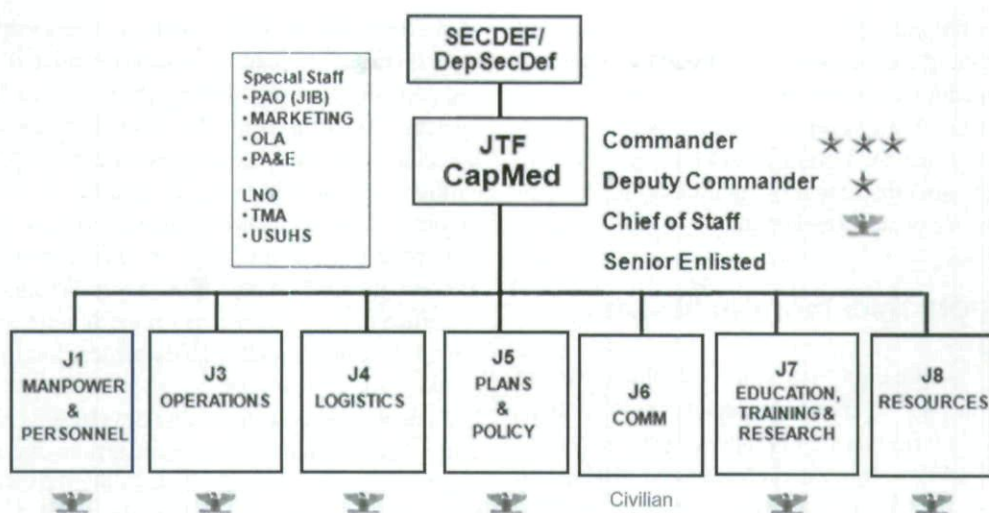 SECDEF/
DepSecDef
Special Staff
•PAO (JIB)
•MARKETING
•OLA
•PA&E
LNO
•TMA
•USUHS
JTF
CapMed
Commander
Deputy Commander
Chief of Staff
Senior Enlisted
J1
MANPOWER
&
PERSONNEL
J3
OPERATIONS
J4
LOGISTICS
J5
PLANS
&
POLICY
J6
COMM
J7
EDUCATION,
TRAINING &
RESEARCH
J8
RESOURCES
Civilian